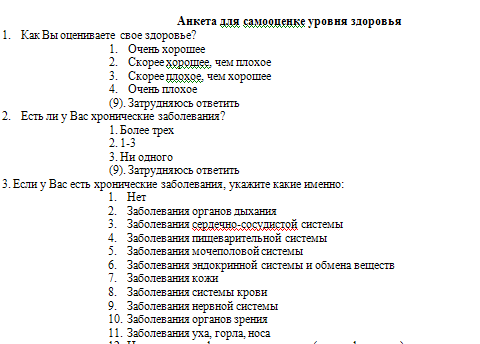 Анкета для самооценке уровня здоровья
1. Как Вы оцениваете свое здоровье?
1. Очень хорошее
2. Скорее хорошее, чем плохое
3. Скорее плохое, чем хорошее
4. Очень плохое
(9). Затрудняюсь ответить
2. Есть ли у Вас хронические заболевания?
1. Более трех
2. 1-3
3. Ни одного
(9). Затрудняюсь ответить
3. Если у Вас есть хронические заболевания, укажите какие именно:
1. Нет
2. Заболевания органов дыхания
3. Заболевания сердечно-сосудистой системы
4. Заболевания пищеварительной системы
5. Заболевания мочеполовой системы
6. Заболевания эндокринной системы и обмена веществ
7. Заболевания кожи
8. Заболевания системы крови
9. Заболевания нервной системы
10. Заболевания органов зрения
11. Заболевания уха, горла, носа